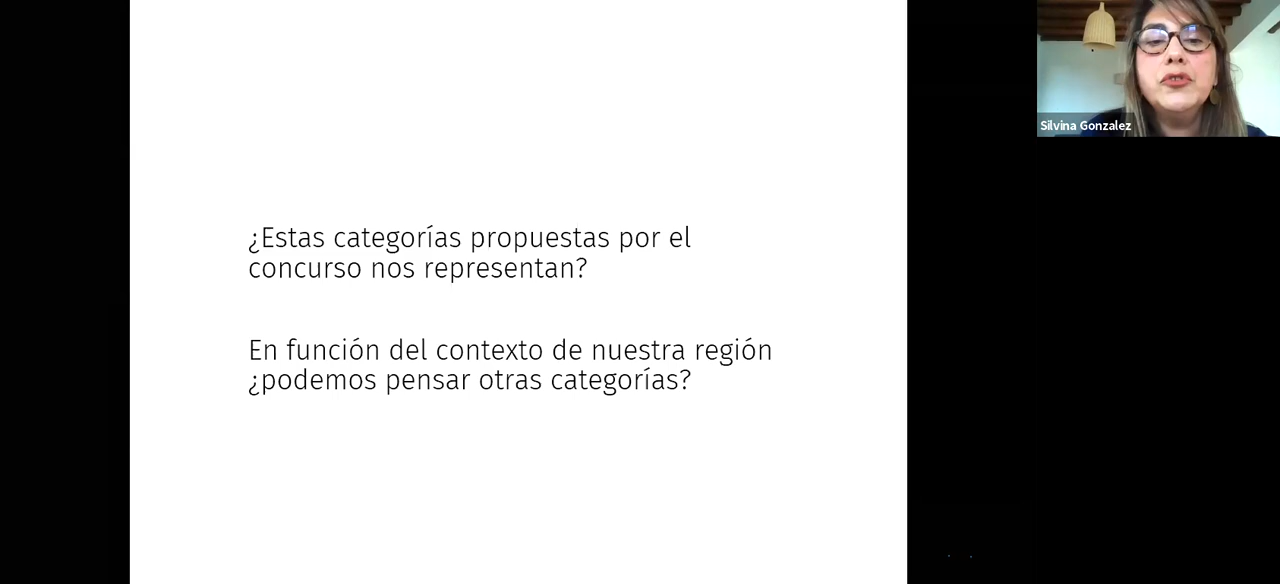 ¿Estas categorías propuestas por el
concurso nos representan?
En función del contexto de nuestra región
¿podemos pensar otras categorías?
Silvina Gonzalez